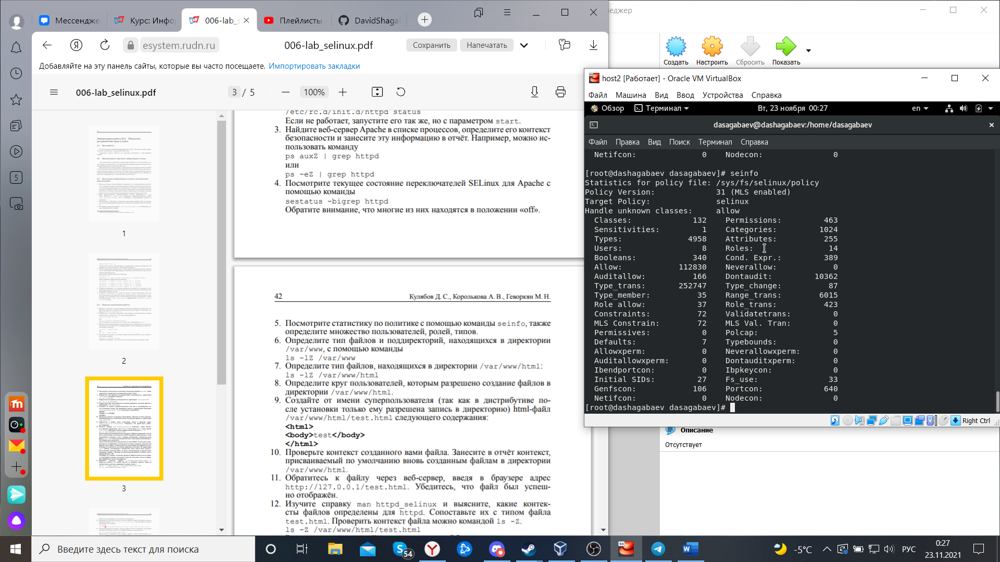 Мессендже
Курс: Инфо
006-lab_s
Плейлисты
DavidShaga
esystem.rudn.ru
006-lab_selinux.pdf
Сохранить
Напечатать
Добавляйте на эту панель сайты, которые вы часто посещаете. Импортировать закладки
006-lab_selinux.pdf
3 / 5
100%
1
2
3
5
/etc/rc.d/init.d/httpd status
Если не работает, запустите его так же, но с параметром start.
3. Найдите веб-сервер Apache в списке процессов, определите его контекст
безопасности и занесите эту информацию в отчёт. Например, можно ис-
пользовать команду
ps auxZ | grep httpd
или
ps -eZ | grep httpd
4. Посмотрите текущее состояние переключателей SELinux для Apache с
помощью команды
sestatus -bigrep httpd
Обратите внимание, что многие из них находятся в положении «off».
42
Кулябов Д. С., Королькова А. В., Геворкян М. Н.
5. Посмотрите статистику по политике с помощью команды seinfo, также
определите множество пользователей, ролей, типов.
6. Определите тип файлов и поддиректорий, находящихся в директории
/var/www, с помощью команды
ls -lZ /var/www
7. Определите тип файлов, находящихся в директории /var/www/html:
ls -lZ /var/www/html
8. Определите круг пользователей, которым разрешено создание файлов в
директории /var/www/html.
9. Создайте от имени суперпользователя (так как в дистрибутиве по-
сле установки только ему разрешена запись в директорию) html-файл
/var/www/html/test.html следующего содержания:
<html>
<body>test</body>
</html>
10. Проверьте контекст созданного вами файла. Занесите в отчёт контекст,
присваиваемый по умолчанию вновь созданным файлам в директории
/var/www/html.
11. Обратитесь к файлу через веб-сервер, введя в браузере адрес
http://127.0.0.1/test.html. Убедитесь, что файл был успеш-
но отображён.
12. Изучите справку man httpd_selinux и выясните, какие контек-
сты файлов определены для httpd. Сопоставьте их с типом файла
test.html. Проверить контекст файла можно командой ls -Z.
ls -Z /var/www/html/test.html
еджер
Создать
Настроить
Сбросить
Показать
host2 [Работает] - Oracle VM VirtualBox
Файл Машина Вид Ввод Устройства Справка
Обзор
Терминал
Вт, 23 ноября 00:27
en
dasagabaev@dashagabaev:/home/dasagabaev
Файл Правка Вид Поиск Терминал Справка
Netifcon: 0 Nodecon: 0
[root@dashagabaev dasagabaev]# seinfo
Statistics for policy file: /sys/fs/selinux/policy
Policy Version: 31 (MLS enabled)
Target Policy: selinux
Handle unknown classes: allow
Classes: 132 Permissions: 463
Sensitivities: 1 Categories: 1024
Types: 4958 Attributes: 255
Users: 8 Roles: 14
Booleans: 340 Cond. Expr.: 389
Allow: 112830 Neverallow: 0
Auditallow: 166 Dontaudit: 10362
Type_trans: 252747 Type_change: 87
Type_member: 35 Range_trans: 6015
Role allow: 37 Role_trans: 423
Constraints: 72 Validatetrans: 0
MLS Constrain: 72 MLS Val. Tran: 0
Permissives: 0 Polcap: 5
Defaults: 7 Typebounds: 0
Allowxperm: 0 Neverallowxperm: 0
Auditallowxperm: 0 Dontauditxperm: 0
Ibendportcon: 0 Ibpkeycon: 0
Initial SIDs: 27 Fs_use: 33
Genfscon: 106 Portcon: 640
Netifcon: 0 Nodecon: 0
[root@dashagabaev dasagabaev]#
Right Ctrl
Описание
Отсутствует
Введите здесь текст для поиска
54
64
-5°C
РУС
0:27
23.11.2021